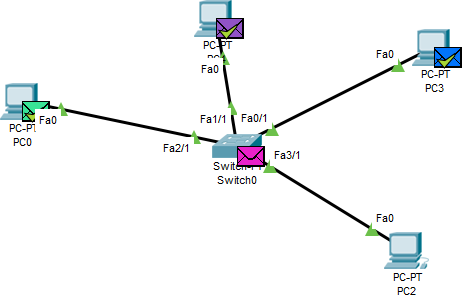 PC-PT
Fa0
Fa0
PC-PT
PC3
Fa0
PC0
Fa1/1
Fa0/1
Fa2/1
Fa3/1
Switch0
Fa0
PC-PT
PC2